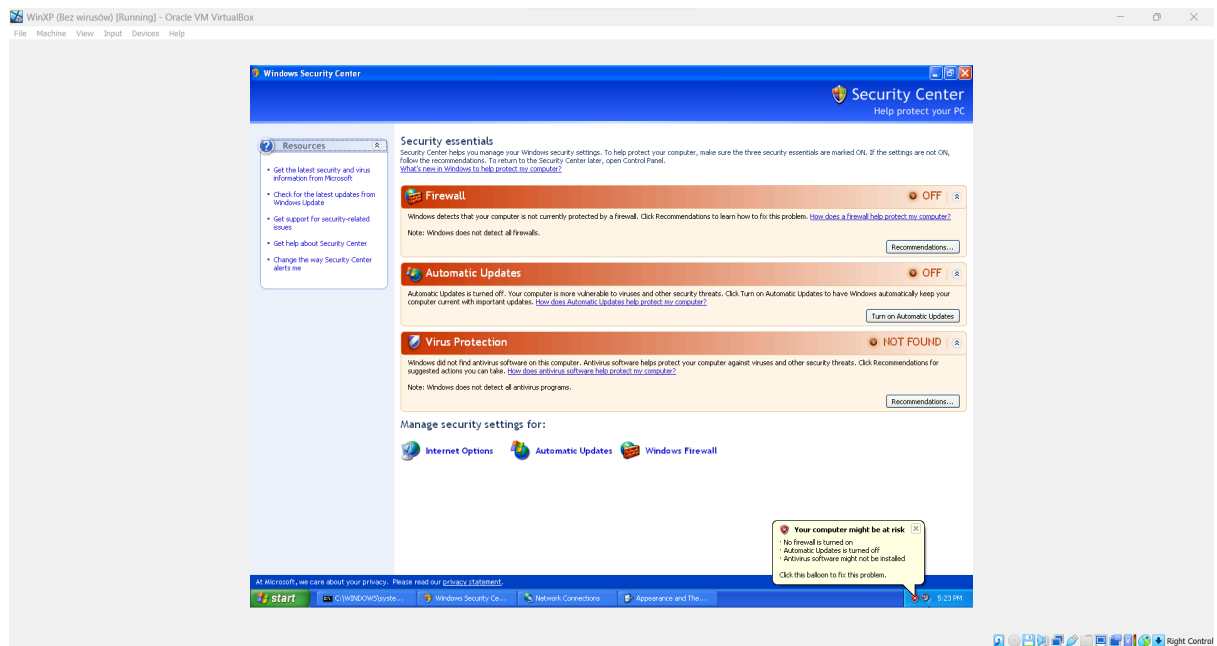 WinXP (Bez wirusów) [Running] - Oracle VM VirtualBox
File Machine View Input Devices Help
Windows Security Center
Security Center
Help protect your PC
Resources
Get the latest security and virus
information from Microsoft
Check for the latest updates from
Windows Update
Get support for security-related
issues
Get help about Security Center
Change the way Security Center
alerts me
Security essentials
Security Center helps you manage your Windows security settings. To help protect your computer, make sure the three security essentials are marked ON. If the settings are not ON,
follow the recommendations. To return to the Security Center later, open Control Panel.
What's new in Windows to help protect my computer?
Firewall OFF
Windows detects that your computer is not currently protected by a firewall. Click Recommendations to learn how to fix this problem. How does a firewall help protect my computer?
Note: Windows does not detect all firewalls.
Recommendations...
Automatic Updates OFF
Automatic Updates is turned off. Your computer is more vulnerable to viruses and other security threats. Click Turn on Automatic Updates to have Windows automatically keep your
computer current with important updates. How does Automatic Updates help protect my computer?
Turn on Automatic Updates
Virus Protection NOT FOUND
Windows did not find antivirus software on this computer. Antivirus software helps protect your computer against viruses and other security threats. Click Recommendations for
suggested actions you can take. How does antivirus software help protect my computer?
Note: Windows does not detect all antivirus programs.
Recommendations...
Manage security settings for:
Internet Options Automatic Updates Windows Firewall
Your computer might be at risk
No firewall is turned on
Automatic Updates is turned off
Antivirus software might not be installed
Click this balloon to fix this problem.
At Microsoft, we care about your privacy. Please read our privacy statement.
start C:\WINDOWS\syste... Windows Security Ce... Network Connections Appearance and The... 5:23 PM
Right Control